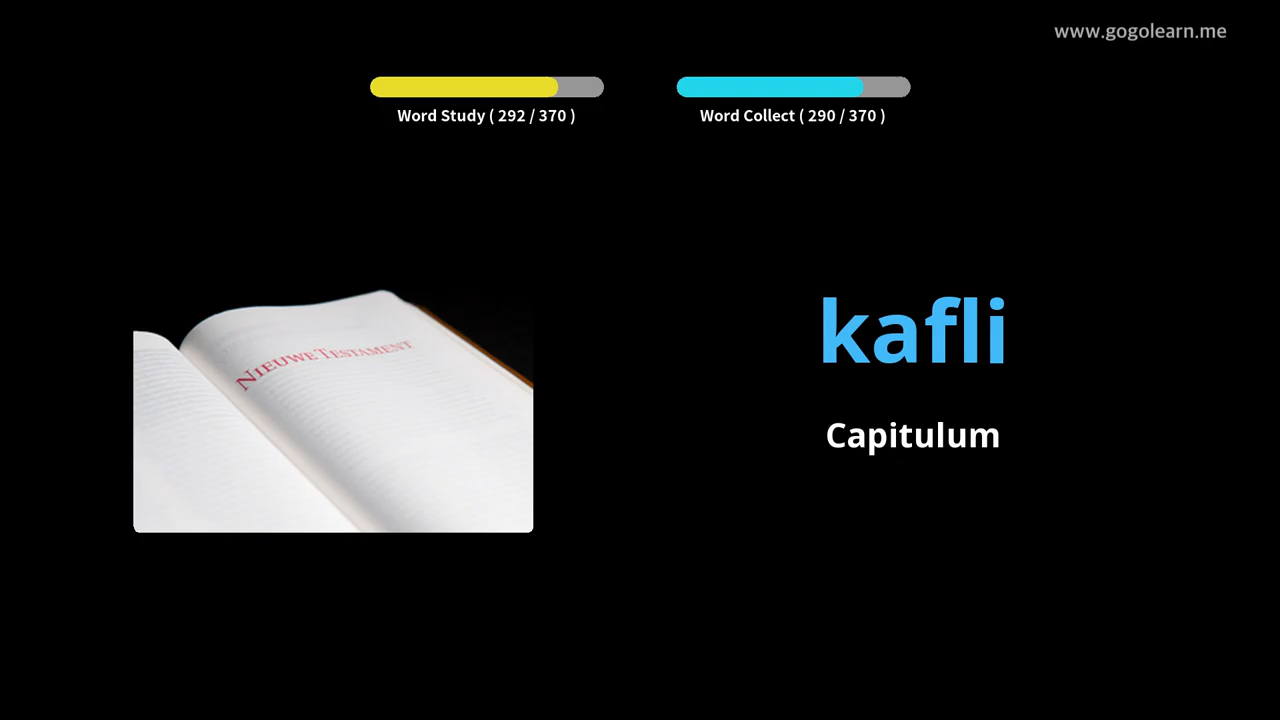 www.gogolearn.me
Word Study ( 292 / 370 )
Word Collect ( 290 / 370 )
NIEUWE TESTAMENT
kafli
Capitulum